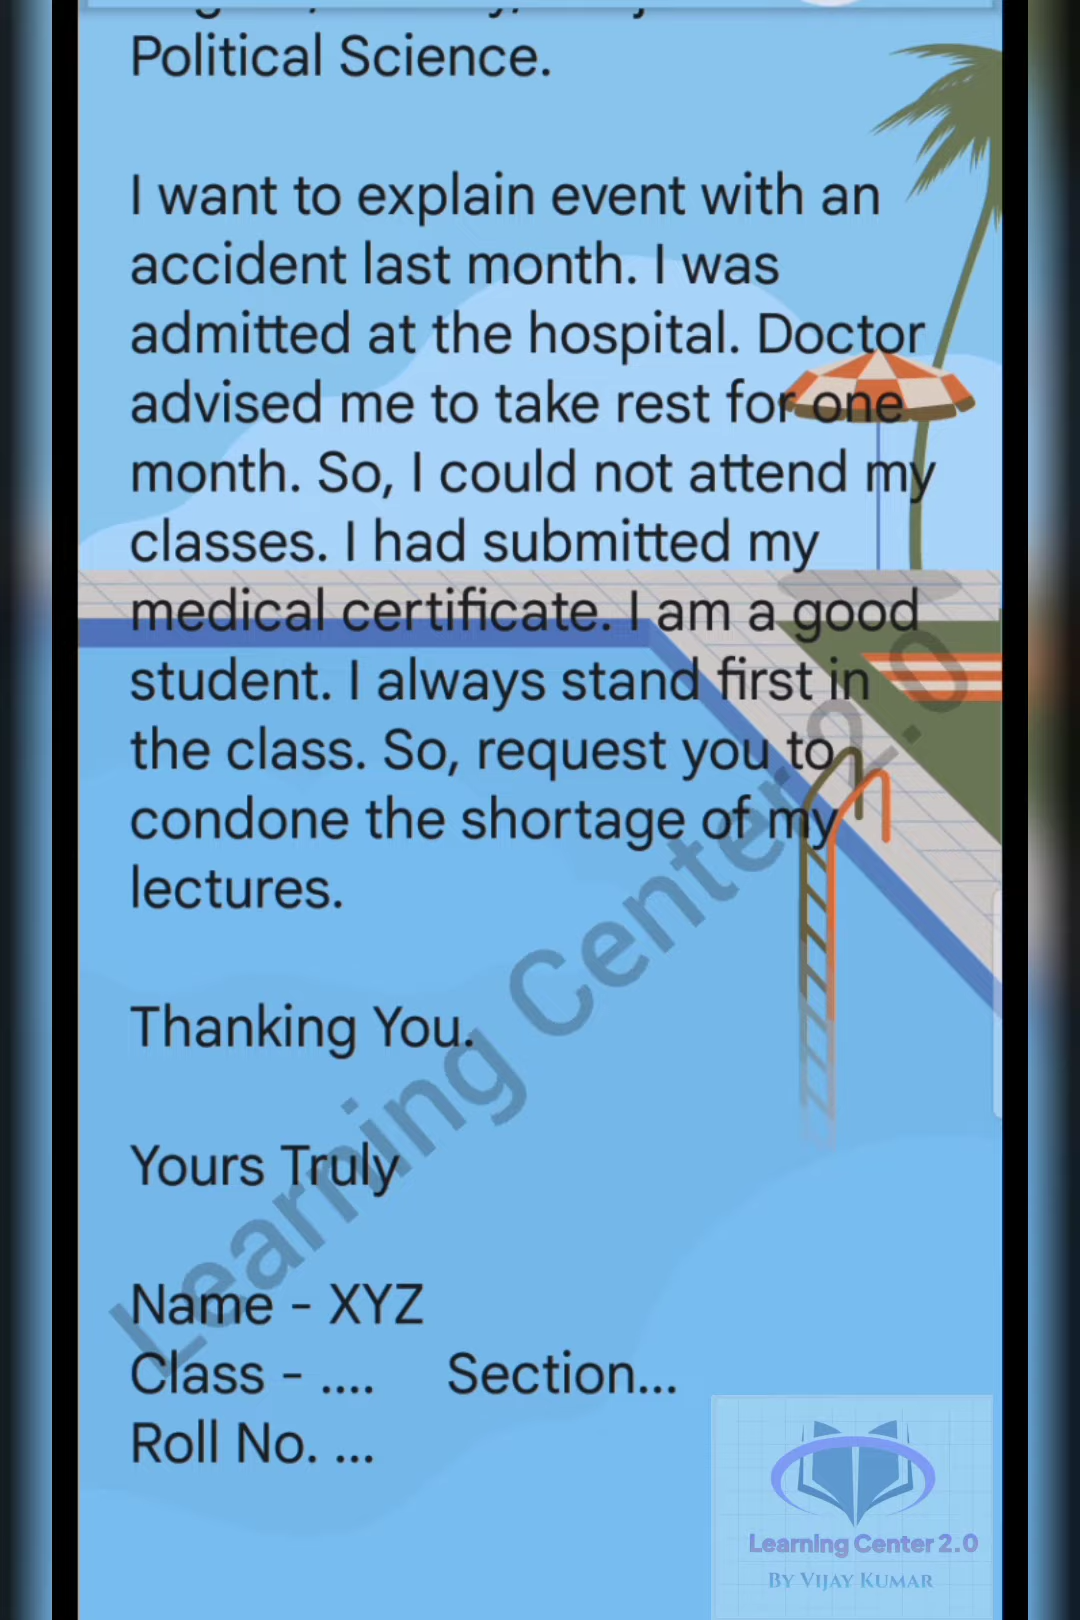 Political Science.
I want to explain event with an
accident last month. I was
admitted at the hospital. Doctor
advised me to take rest for one
month. So, I could not attend my
classes. I had submitted my
medical certificate. I am a good
student. I always stand first in
the class. So, request you to
condone the shortage of my
lectures.
Thanking You.
Yours Truly
Name - XYZ
Class - .... Section...
Roll No. ...
Learning Center 2.0
Learning Center 2.0
By Vijay Kumar